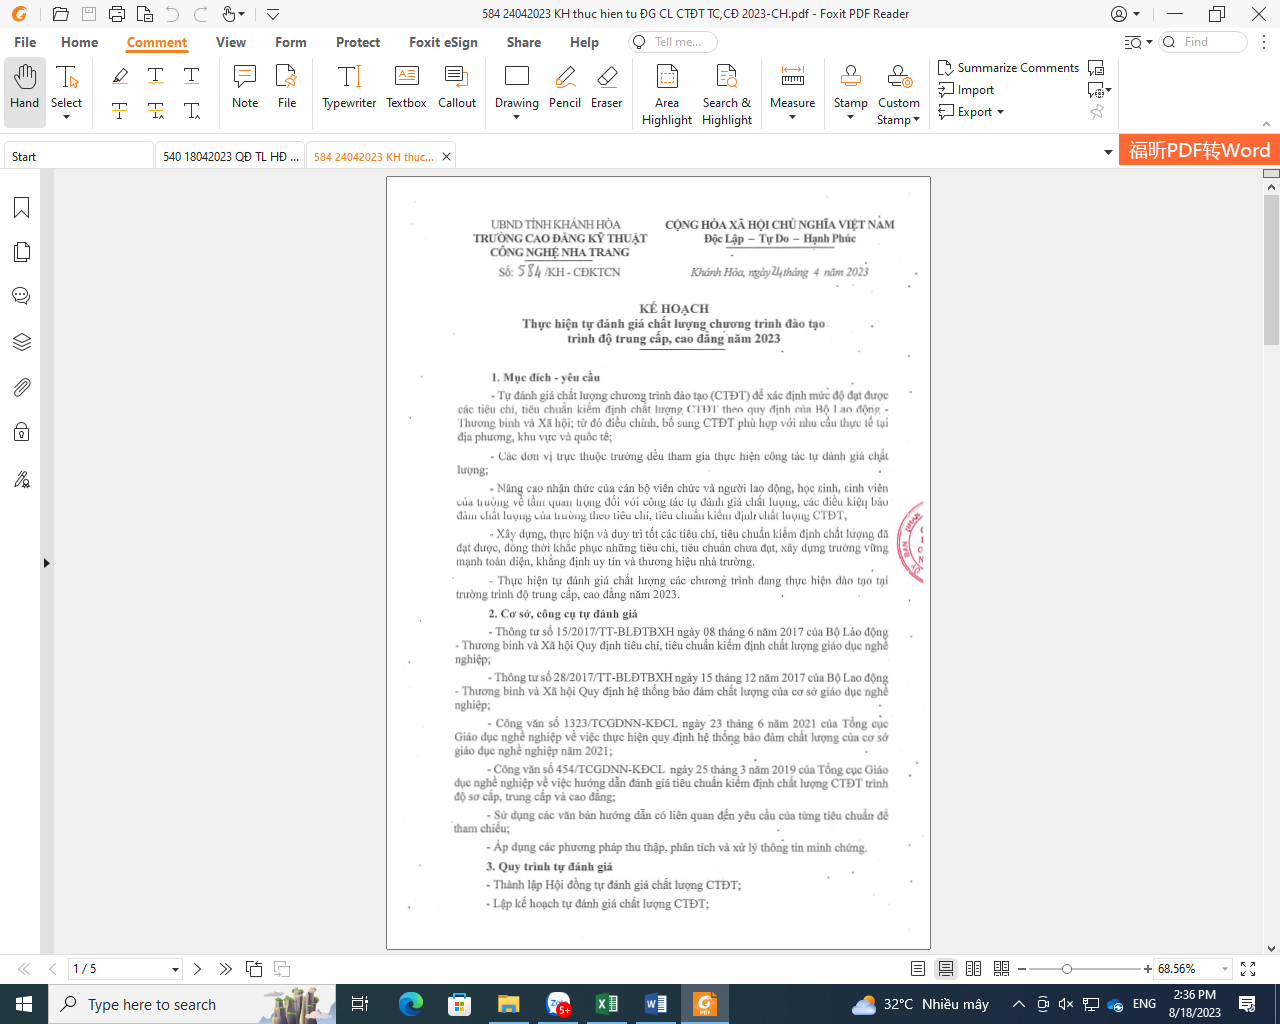 584 24042023 KH thuc hien tu ĐG CL CTĐT TC,CĐ 2023-CH.pdf - Foxit PDF Reader
File Home Comment View Form Protect Foxit eSign Share Help Tell me... Find
Hand Select Note File Typewriter Textbox Callout Drawing Pencil Eraser Area Highlight Search & Highlight Measure Stamp Custom Stamp
Summarize Comments
Import
Export
Start 540 18042023 QĐ TL HĐ ... 584 24042023 KH thuc... 福昕PDF转Word
UBND TỈNH KHÁNH HÒA
TRƯỜNG CAO ĐẲNG KỸ THUẬT
CÔNG NGHỆ NHA TRANG
Số: 584 /KH - CĐKTCN
CỘNG HÒA XÃ HỘI CHỦ NGHĨA VIỆT NAM
Độc Lập – Tự Do – Hạnh Phúc
Khánh Hòa, ngày 24 tháng 4 năm 2023
KẾ HOẠCH
Thực hiện tự đánh giá chất lượng chương trình đào tạo
trình độ trung cấp, cao đẳng năm 2023
1. Mục đích - yêu cầu
- Tự đánh giá chất lượng chương trình đào tạo (CTĐT) để xác định mức độ đạt được
các tiêu chí, tiêu chuẩn kiểm định chất lượng CTĐT theo quy định của Bộ Lao động -
Thương binh và Xã hội; từ đó điều chỉnh, bổ sung CTĐT phù hợp với nhu cầu thực tế tại
địa phương, khu vực và quốc tế;
- Các đơn vị trực thuộc trường đều tham gia thực hiện công tác tự đánh giá chất
lượng;
- Nâng cao nhận thức của cán bộ viên chức và người lao động, học sinh, sinh viên
của trường về tầm quan trọng đối với công tác tự đánh giá chất lượng, các điều kiện bảo
đảm chất lượng của trường theo tiêu chí, tiêu chuẩn kiểm định chất lượng CTĐT,
- Xây dựng, thực hiện và duy trì tốt các tiêu chí, tiêu chuẩn kiểm định chất lượng đã
đạt được, đồng thời khắc phục những tiêu chí, tiêu chuẩn chưa đạt, xây dựng trường vững
mạnh toàn diện, khẳng định uy tín và thương hiệu nhà trường.
- Thực hiện tự đánh giá chất lượng các chương trình đang thực hiện đào tạo tại
trường trình độ trung cấp, cao đẳng năm 2023.
2. Cơ sở, công cụ tự đánh giá
- Thông tư số 15/2017/TT-BLĐTBXH ngày 08 tháng 6 năm 2017 của Bộ Lao động
- Thương binh và Xã hội Quy định tiêu chí, tiêu chuẩn kiểm định chất lượng giáo dục nghề
nghiệp;
- Thông tư số 28/2017/TT-BLĐTBXH ngày 15 tháng 12 năm 2017 của Bộ Lao động
- Thương binh và Xã hội Quy định hệ thống bảo đảm chất lượng của cơ sở giáo dục nghề
nghiệp;
- Công văn số 1323/TCGDNN-KĐCL ngày 23 tháng 6 năm 2021 của Tổng cục
Giáo dục nghề nghiệp về việc thực hiện quy định hệ thống bảo đảm chất lượng của cơ sở
giáo dục nghề nghiệp năm 2021;
- Công văn số 454/TCGDNN-KĐCL ngày 25 tháng 3 năm 2019 của Tổng cục Giáo
dục nghề nghiệp về việc hướng dẫn đánh giá tiêu chuẩn kiểm định chất lượng CTĐT trình
độ sơ cấp, trung cấp và cao đẳng;
- Sử dụng các văn bản hướng dẫn có liên quan đến yêu cầu của từng tiêu chuẩn để
tham chiếu;
- Áp dụng các phương pháp thu thập, phân tích và xử lý thông tin minh chứng.
3. Quy trình tự đánh giá
- Thành lập Hội đồng tự đánh giá chất lượng CTĐT;
- Lập kế hoạch tự đánh giá chất lượng CTĐT;
1 / 5 68.56%
Type here to search 5+ 32°C Nhiều mây ENG 2:36 PM
8/18/2023